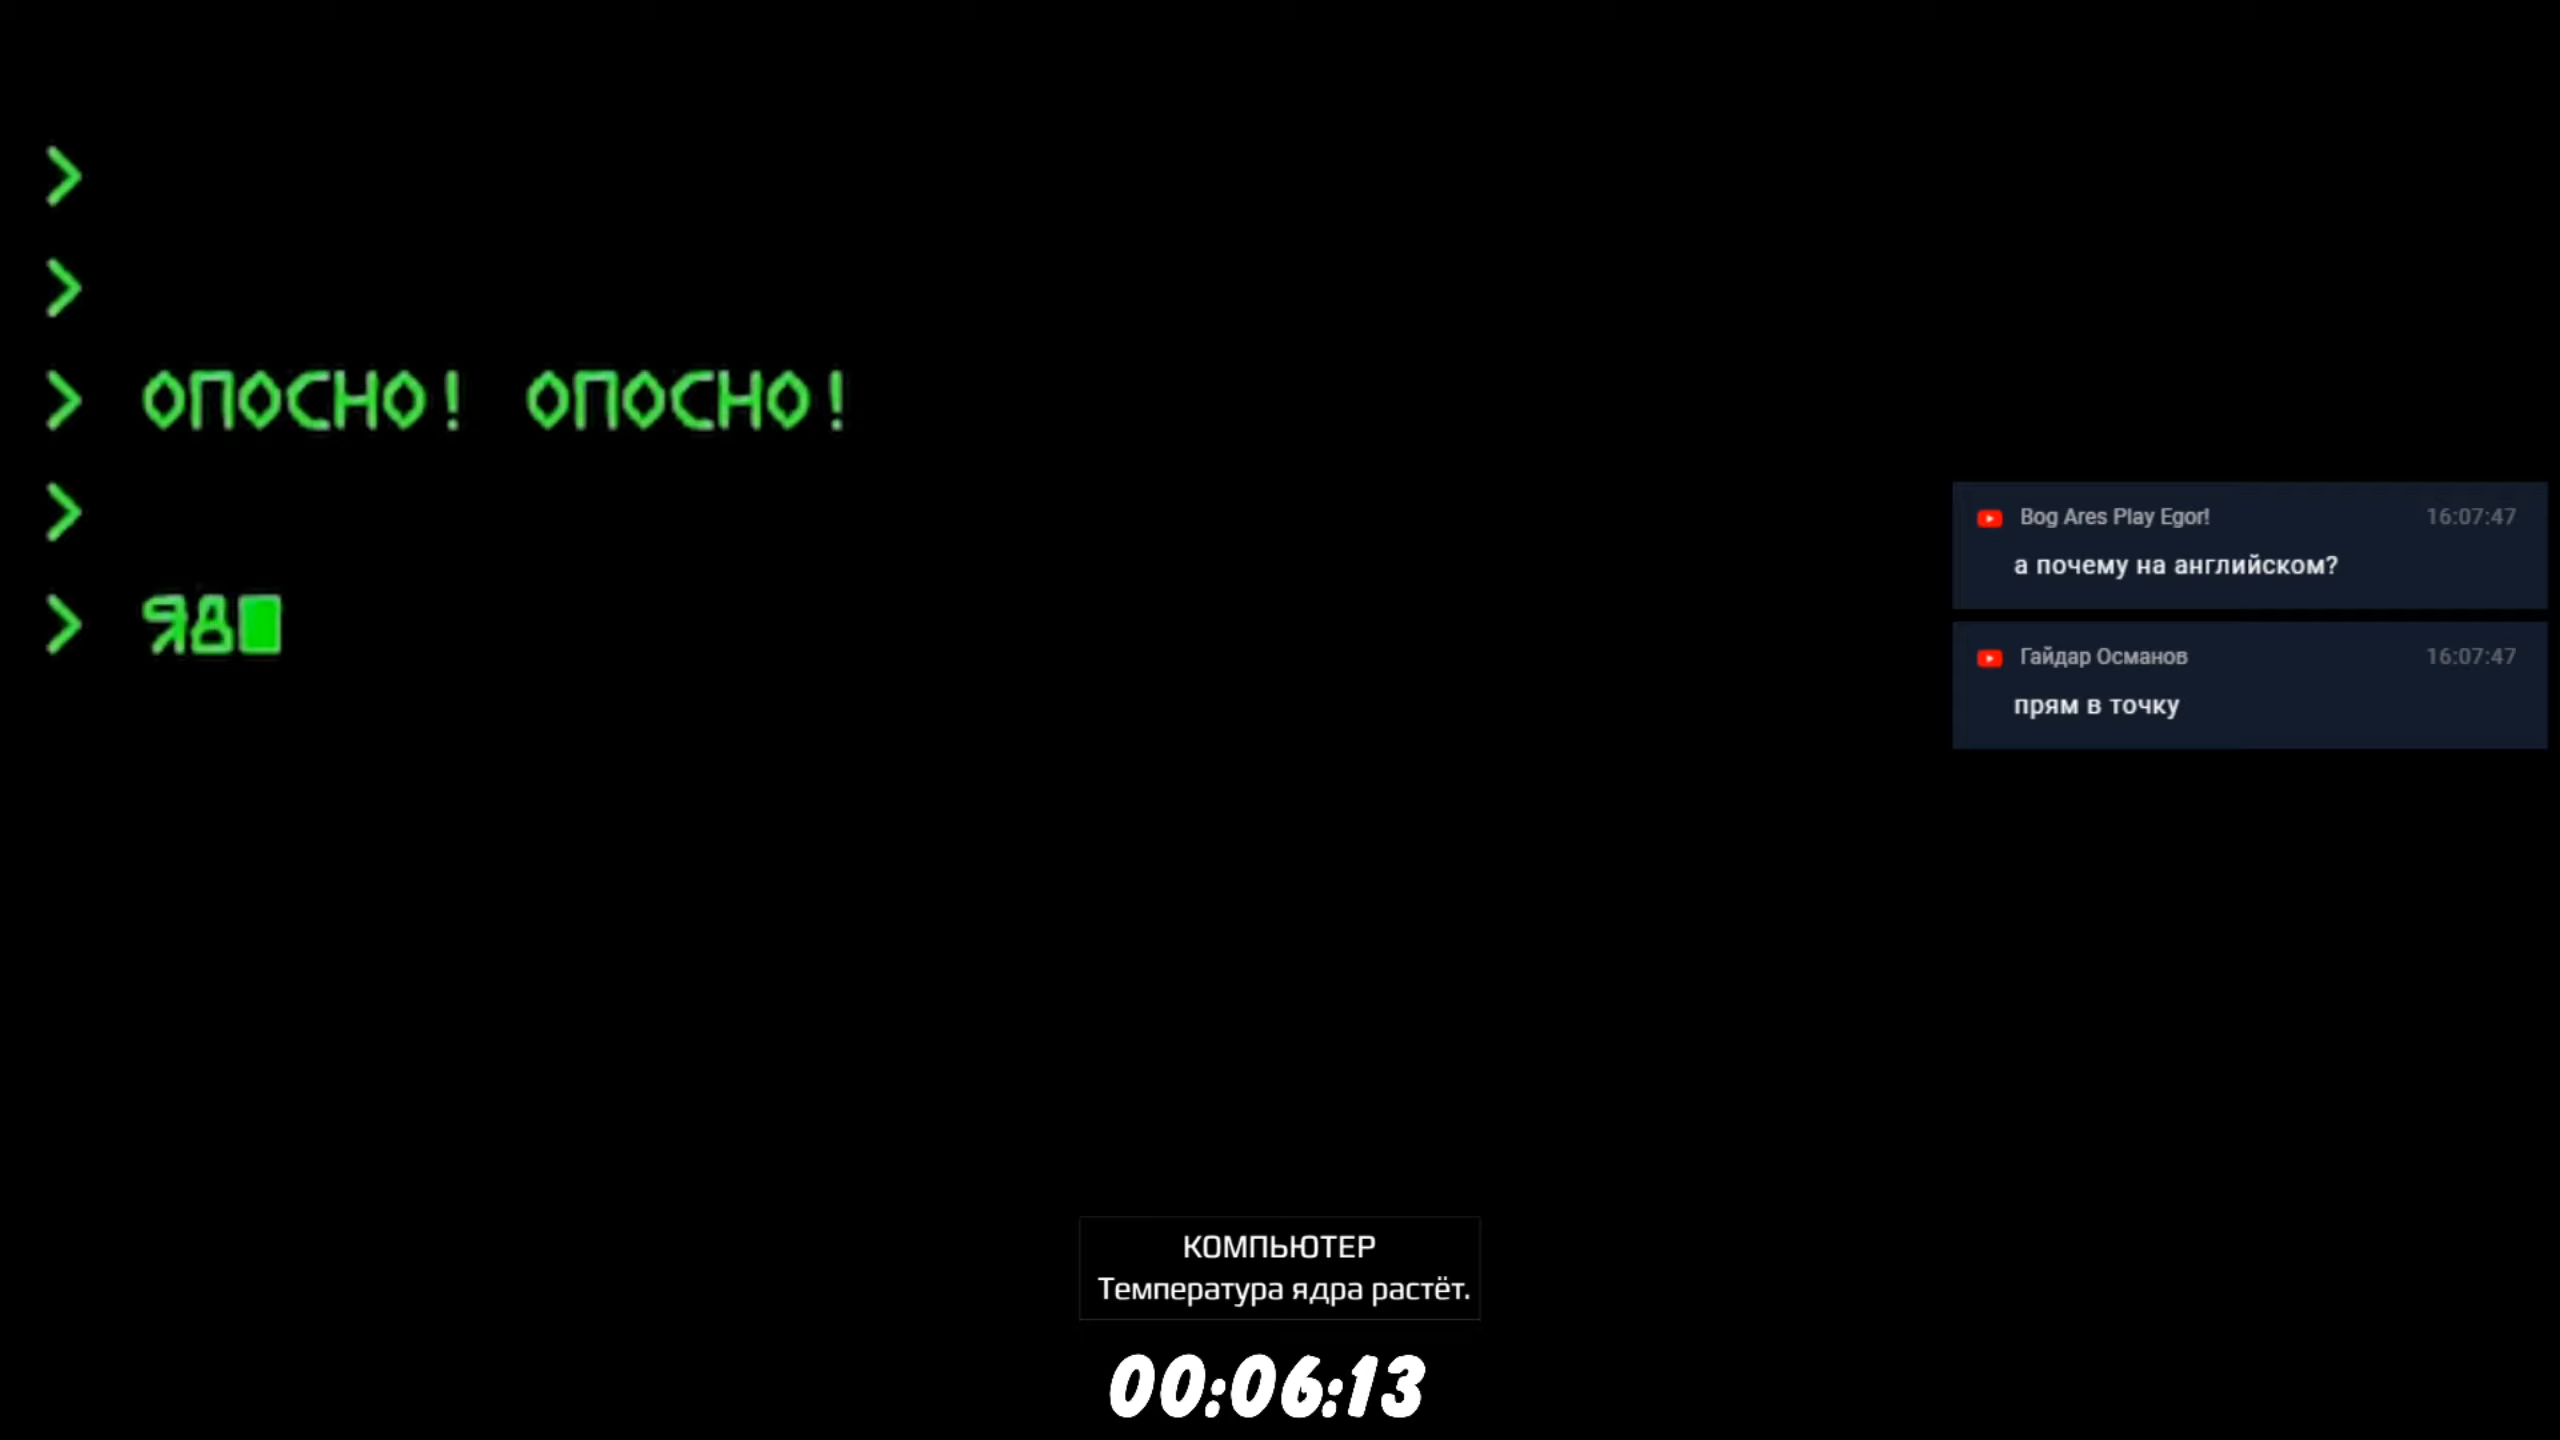 >
>
> ОПОСНО! ОПОСНО!
>
> ЯД
Bog Ares Play Egor! 16:07:47
а почему на английском?
Гайдар Османов 16:07:47
прям в точку
КОМПЬЮТЕР
Температура ядра растёт.
00:06:13